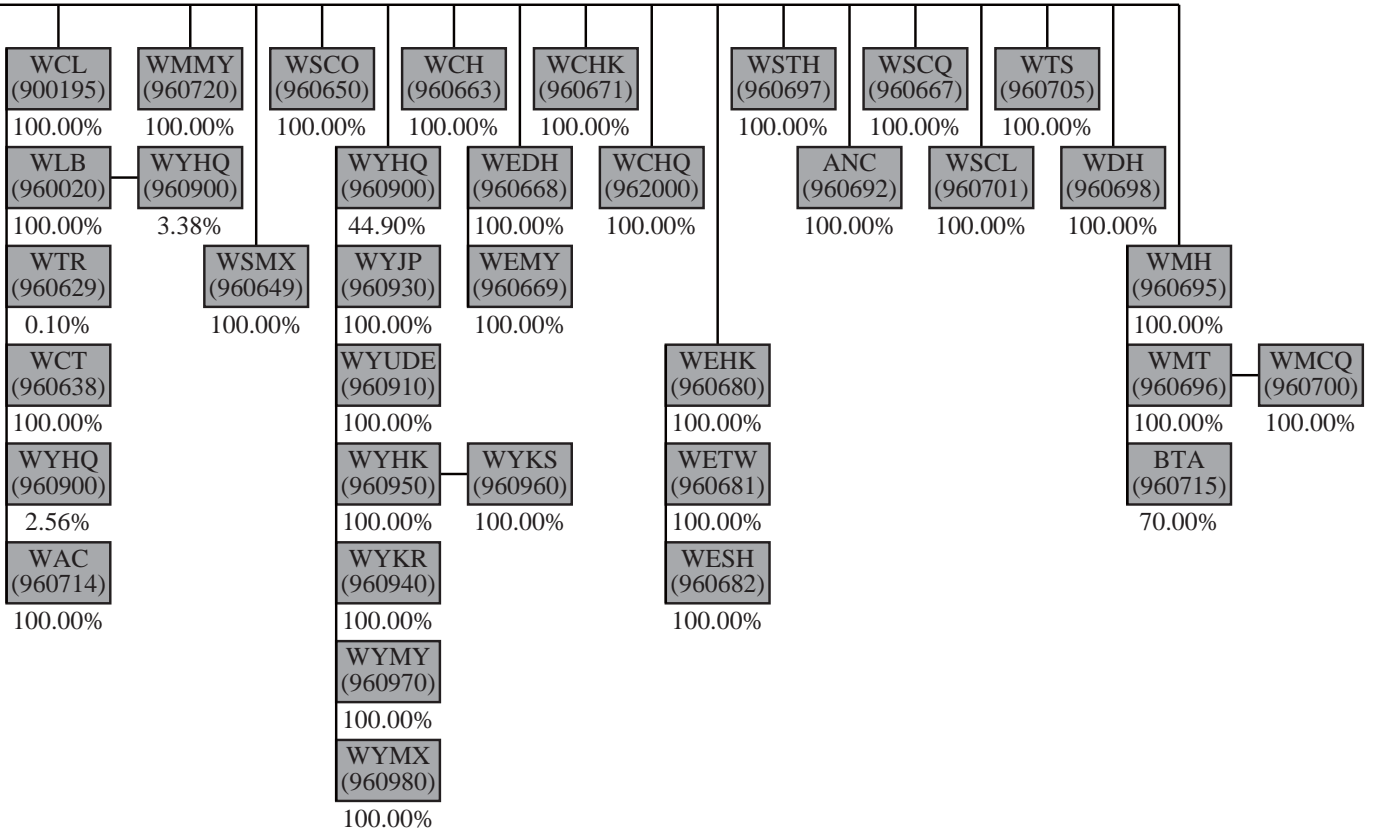 WCL
(900195)
100.00%
WMMY
(960720)
100.00%
WSCO
(960650)
100.00%
WCH
(960663)
100.00%
WCHK
(960671)
100.00%
WSTH
(960697)
100.00%
WSCQ
(960667)
100.00%
WTS
(960705)
100.00%
WLB
(960020)
100.00%
WYHQ
(960900)
3.38%
WYHQ
(960900)
44.90%
WEDH
(960668)
100.00%
WCHQ
(962000)
100.00%
ANC
(960692)
100.00%
WSCL
(960701)
100.00%
WDH
(960698)
100.00%
WTR
(960629)
0.10%
WSMX
(960649)
100.00%
WYJP
(960930)
100.00%
WEMY
(960669)
100.00%
WMH
(960695)
100.00%
WCT
(960638)
100.00%
WYUDE
(960910)
100.00%
WEHK
(960680)
100.00%
WMT
(960696)
100.00%
WMCQ
(960700)
100.00%
WYHQ
(960900)
2.56%
WYHK
(960950)
100.00%
WYKS
(960960)
100.00%
WETW
(960681)
100.00%
BTA
(960715)
70.00%
WAC
(960714)
100.00%
WYKR
(960940)
100.00%
WESH
(960682)
100.00%
WYMY
(960970)
100.00%
WYMX
(960980)
100.00%